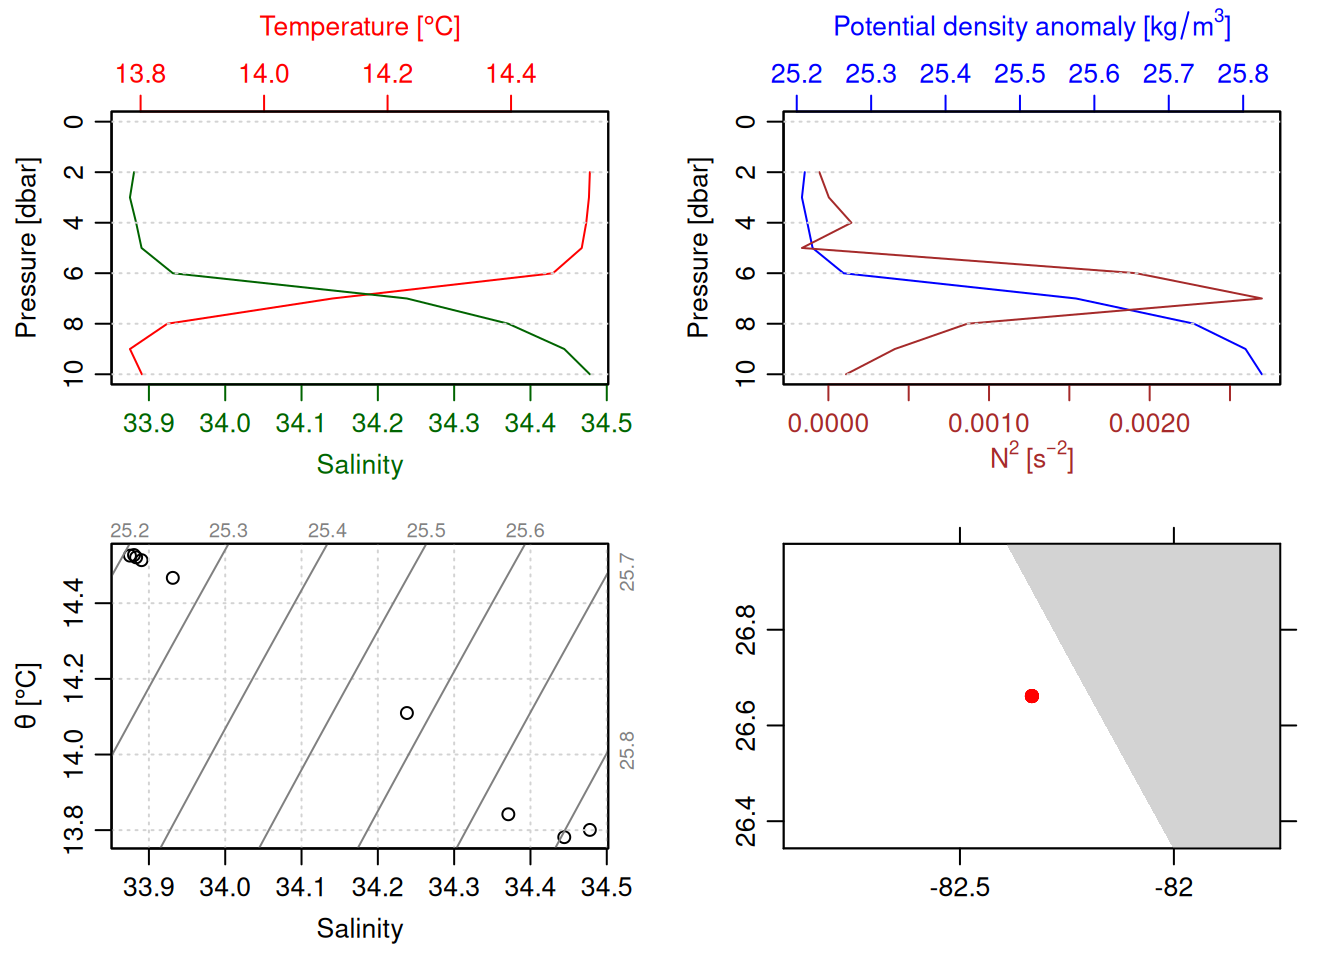 Temperature [°C]
13.8 14.0 14.2 14.4
Pressure [dbar]
0
2
4
6
8
10
33.9 34.0 34.1 34.2 34.3 34.4 34.5
Salinity
Potential density anomaly [kg/m³]
25.2 25.3 25.4 25.5 25.6 25.7 25.8
Pressure [dbar]
0
2
4
6
8
10
0.0000 0.0010 0.0020
N² [s⁻²]
25.2 25.3 25.4 25.5 25.6
25.7
25.8
θ [°C]
14.4
14.2
14.0
13.8
33.9 34.0 34.1 34.2 34.3 34.4 34.5
Salinity
26.8
26.6
26.4
-82.5 -82